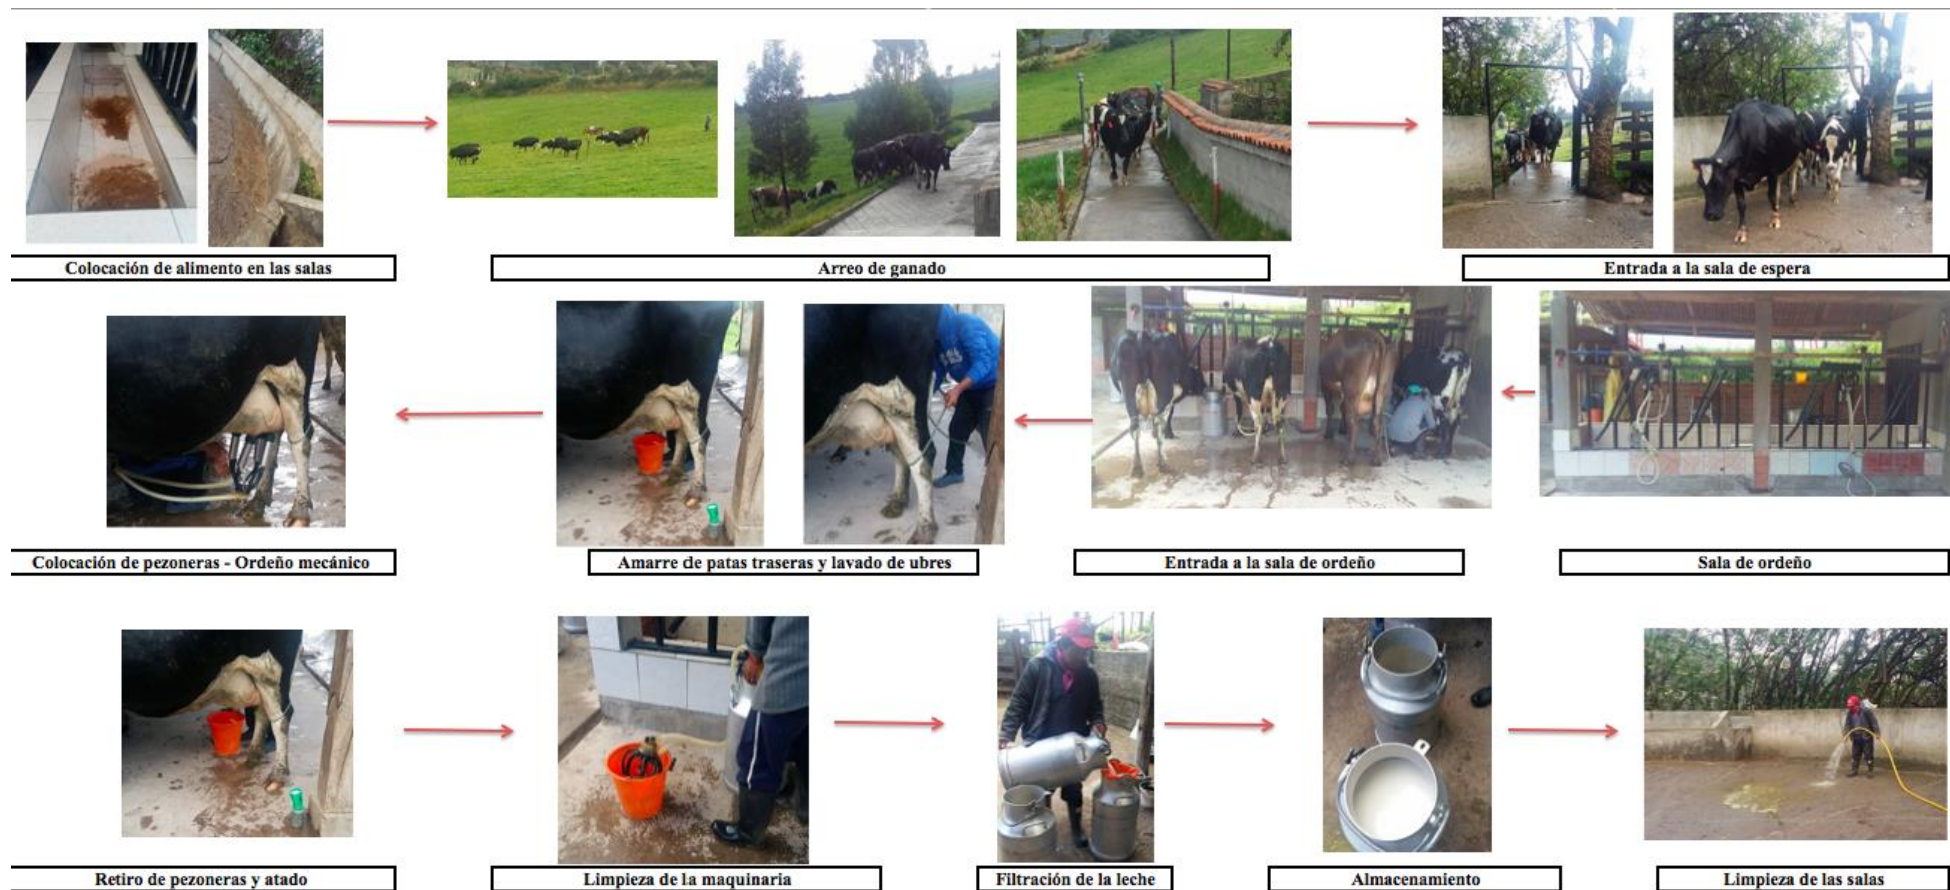 Colocación de alimento en las salas
Arreo de ganado
Entrada a la sala de espera
Colocación de pezoneras - Ordeño mecánico
Amarre de patas traseras y lavado de ubres
Entrada a la sala de ordeño
Sala de ordeño
Retiro de pezoneras y atado
Limpieza de la maquinaria
Filtración de la leche
Almacenamiento
Limpieza de las salas